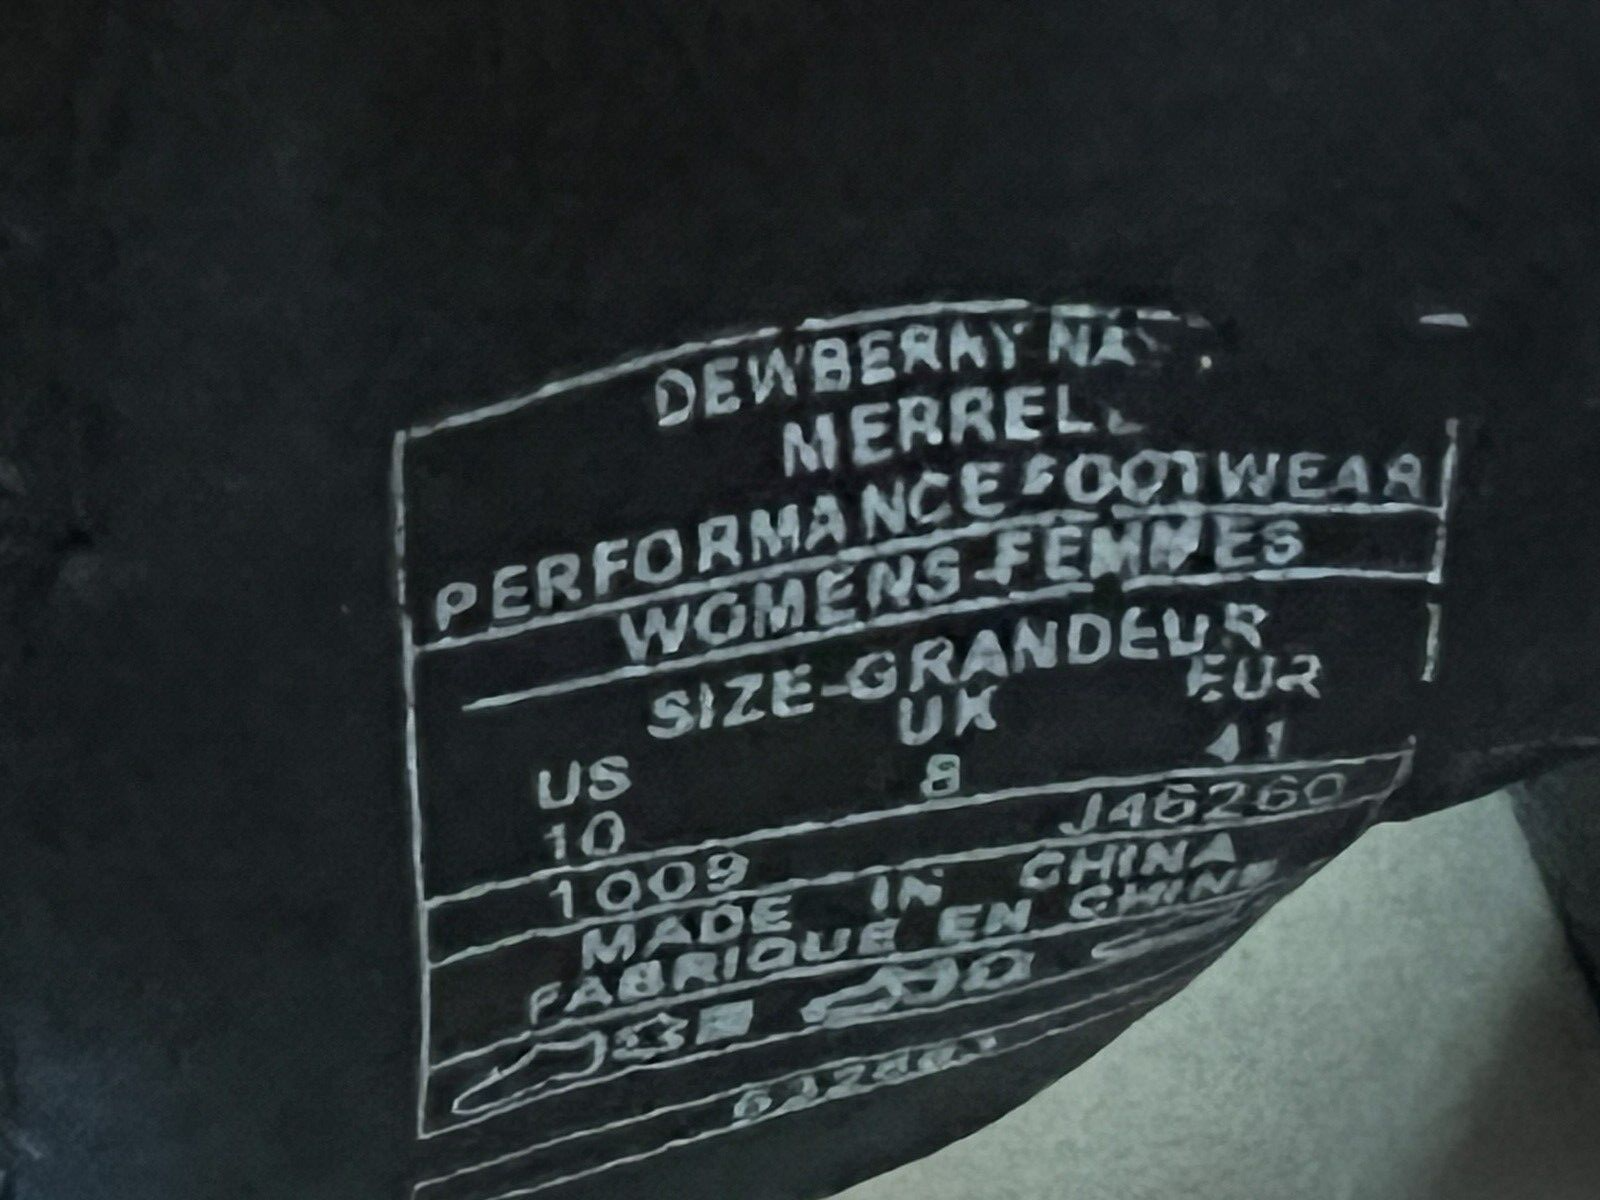 DEWBERRY
MERRELL
PERFORMANCE FOOTWEAR
WOMENS-FEMMES
SIZE-GRANDEUR
US UK EUR
10 8 41
1009 J46260
MADE IN CHINA
FABRIQUE EN CHINE